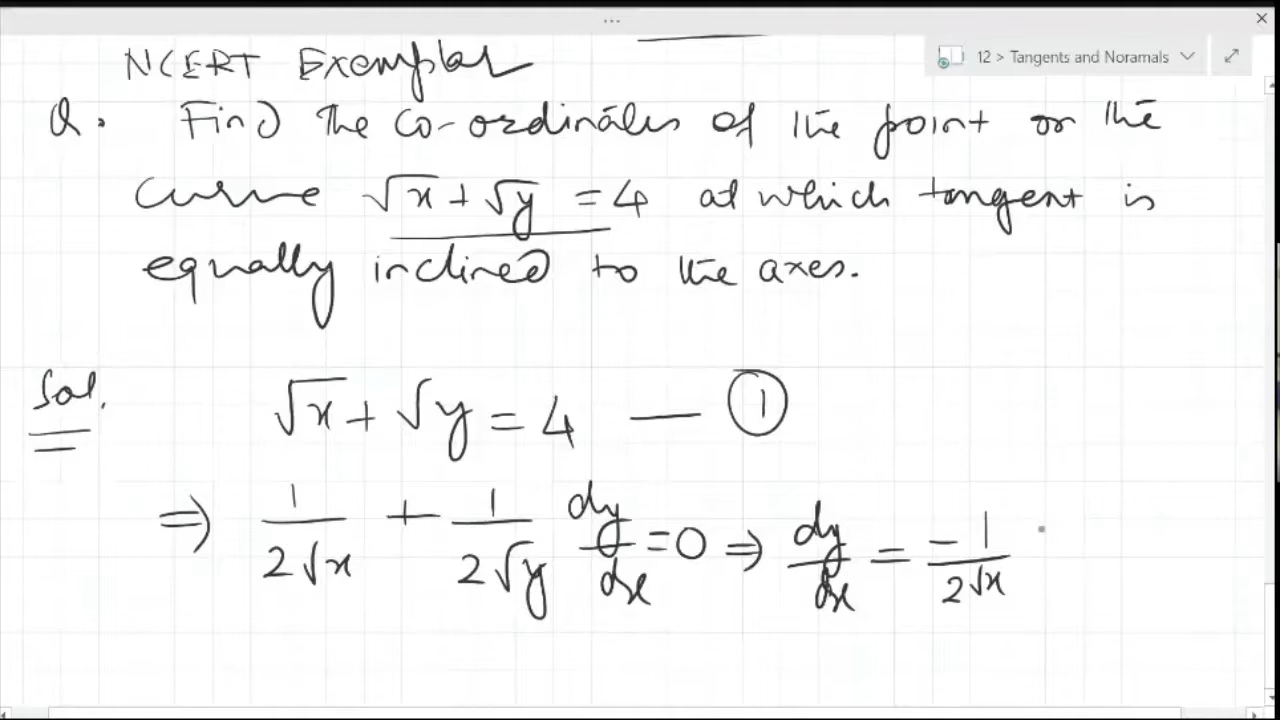 ...
12 > Tangents and Noramals
NCERT Exemplar
Q. Find the co-ordinates of the point on the
curve √x + √y = 4 at which tangent is
equally inclined to the axes.
Sol. √x + √y = 4 — ①
⇒ 1/(2√x) + 1/(2√y) dy/dx = 0 ⇒ dy/dx = -1/(2√x)